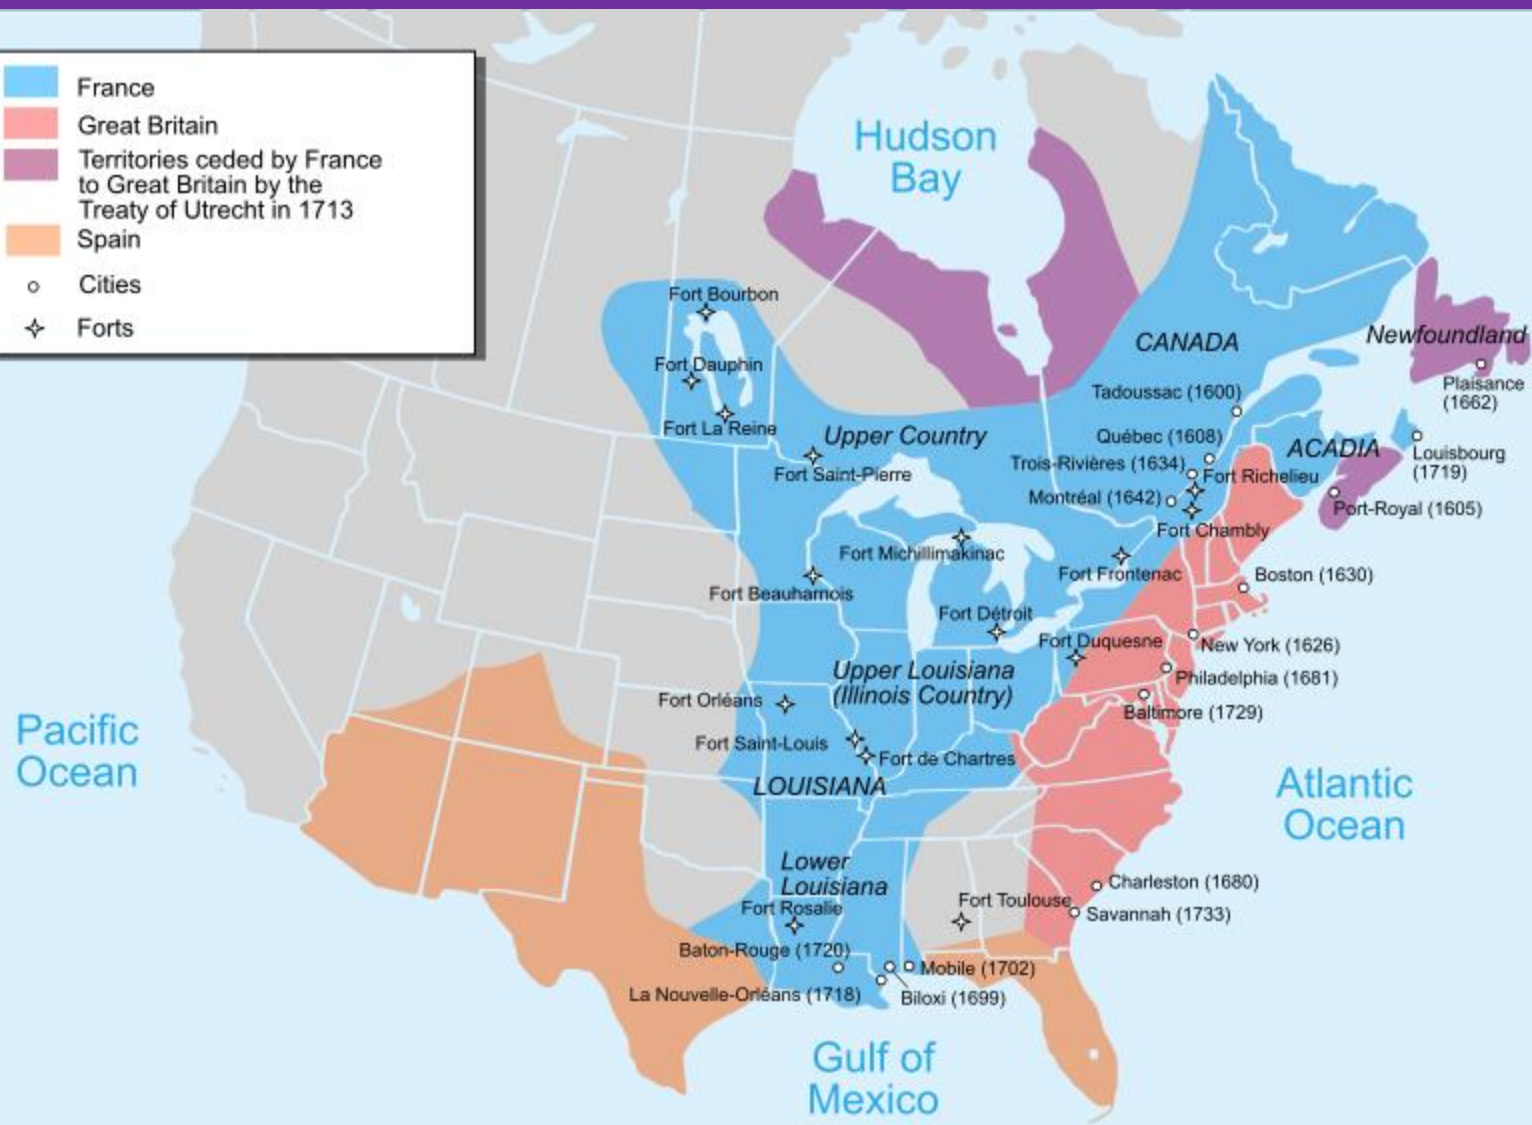 France
Great Britain
Territories ceded by France
to Great Britain by the
Treaty of Utrecht in 1713
Spain
Cities
Forts
Hudson
Bay
Fort Bourbon
Fort Dauphin
Fort La Reine
CANADA
Newfoundland
Plaisance
(1662)
Tadoussac (1600)
Upper Country
Québec (1608)
ACADIA
Louisbourg
(1719)
Trois-Rivières (1634)
Fort Richelieu
Fort Saint-Pierre
Montréal (1642)
Port-Royal (1605)
Fort Chambly
Fort Michillimakinac
Fort Frontenac
Boston (1630)
Fort Beauharnois
Fort Détroit
Fort Duquesne
New York (1626)
Upper Louisiana
(Illinois Country)
Philadelphia (1681)
Fort Orléans
Baltimore (1729)
Pacific
Ocean
Fort Saint-Louis
Fort de Chartres
LOUISIANA
Atlantic
Ocean
Lower
Louisiana
Charleston (1680)
Fort Toulouse
Fort Rosalie
Savannah (1733)
Baton-Rouge (1720)
Mobile (1702)
La Nouvelle-Orléans (1718)
Biloxi (1699)
Gulf of
Mexico